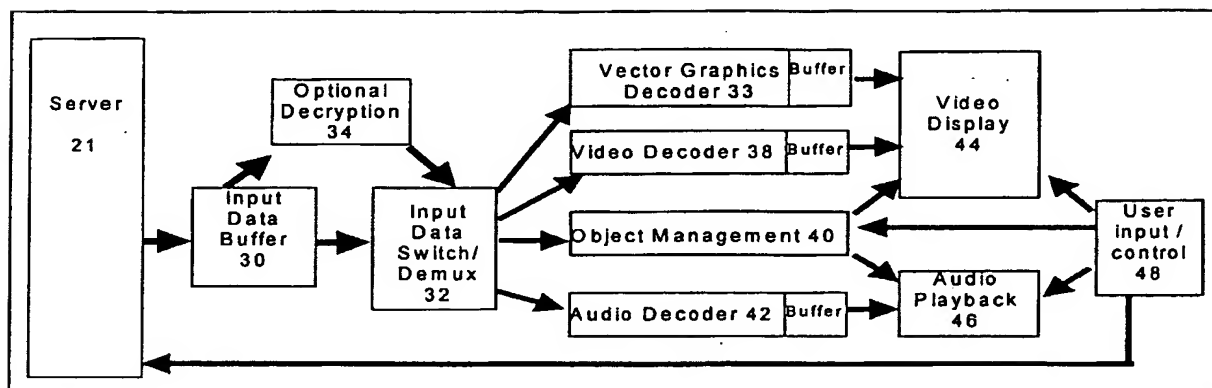 Server
21
Optional
Decryption
34
Input
Data
Buffer
30
Input
Data
Switch/
Demux
32
Vector Graphics
Decoder 33
Buffer
Video Decoder 38
Buffer
Object Management 40
Audio Decoder 42
Buffer
Video
Display
44
Audio
Playback
46
User
input /
control
48